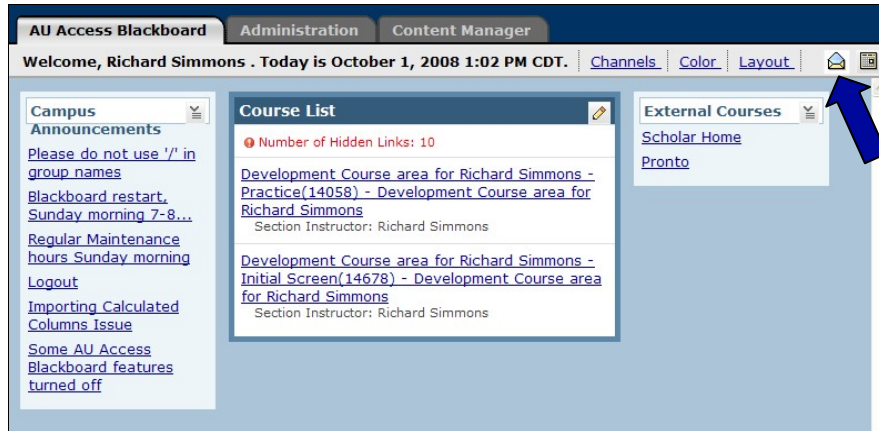 AU Access Blackboard Administration Content Manager
Welcome, Richard Simmons . Today is October 1, 2008 1:02 PM CDT. Channels Color Layout
Campus
Announcements
Please do not use '/' in
group names
Blackboard restart,
Sunday morning 7-8...
Regular Maintenance
hours Sunday morning
Logout
Importing Calculated
Columns Issue
Some AU Access
Blackboard features
turned off
Course List
Number of Hidden Links: 10
Development Course area for Richard Simmons -
Practice(14058) - Development Course area for
Richard Simmons
Section Instructor: Richard Simmons
Development Course area for Richard Simmons -
Initial Screen(14678) - Development Course area
for Richard Simmons
Section Instructor: Richard Simmons
External Courses
Scholar Home
Pronto